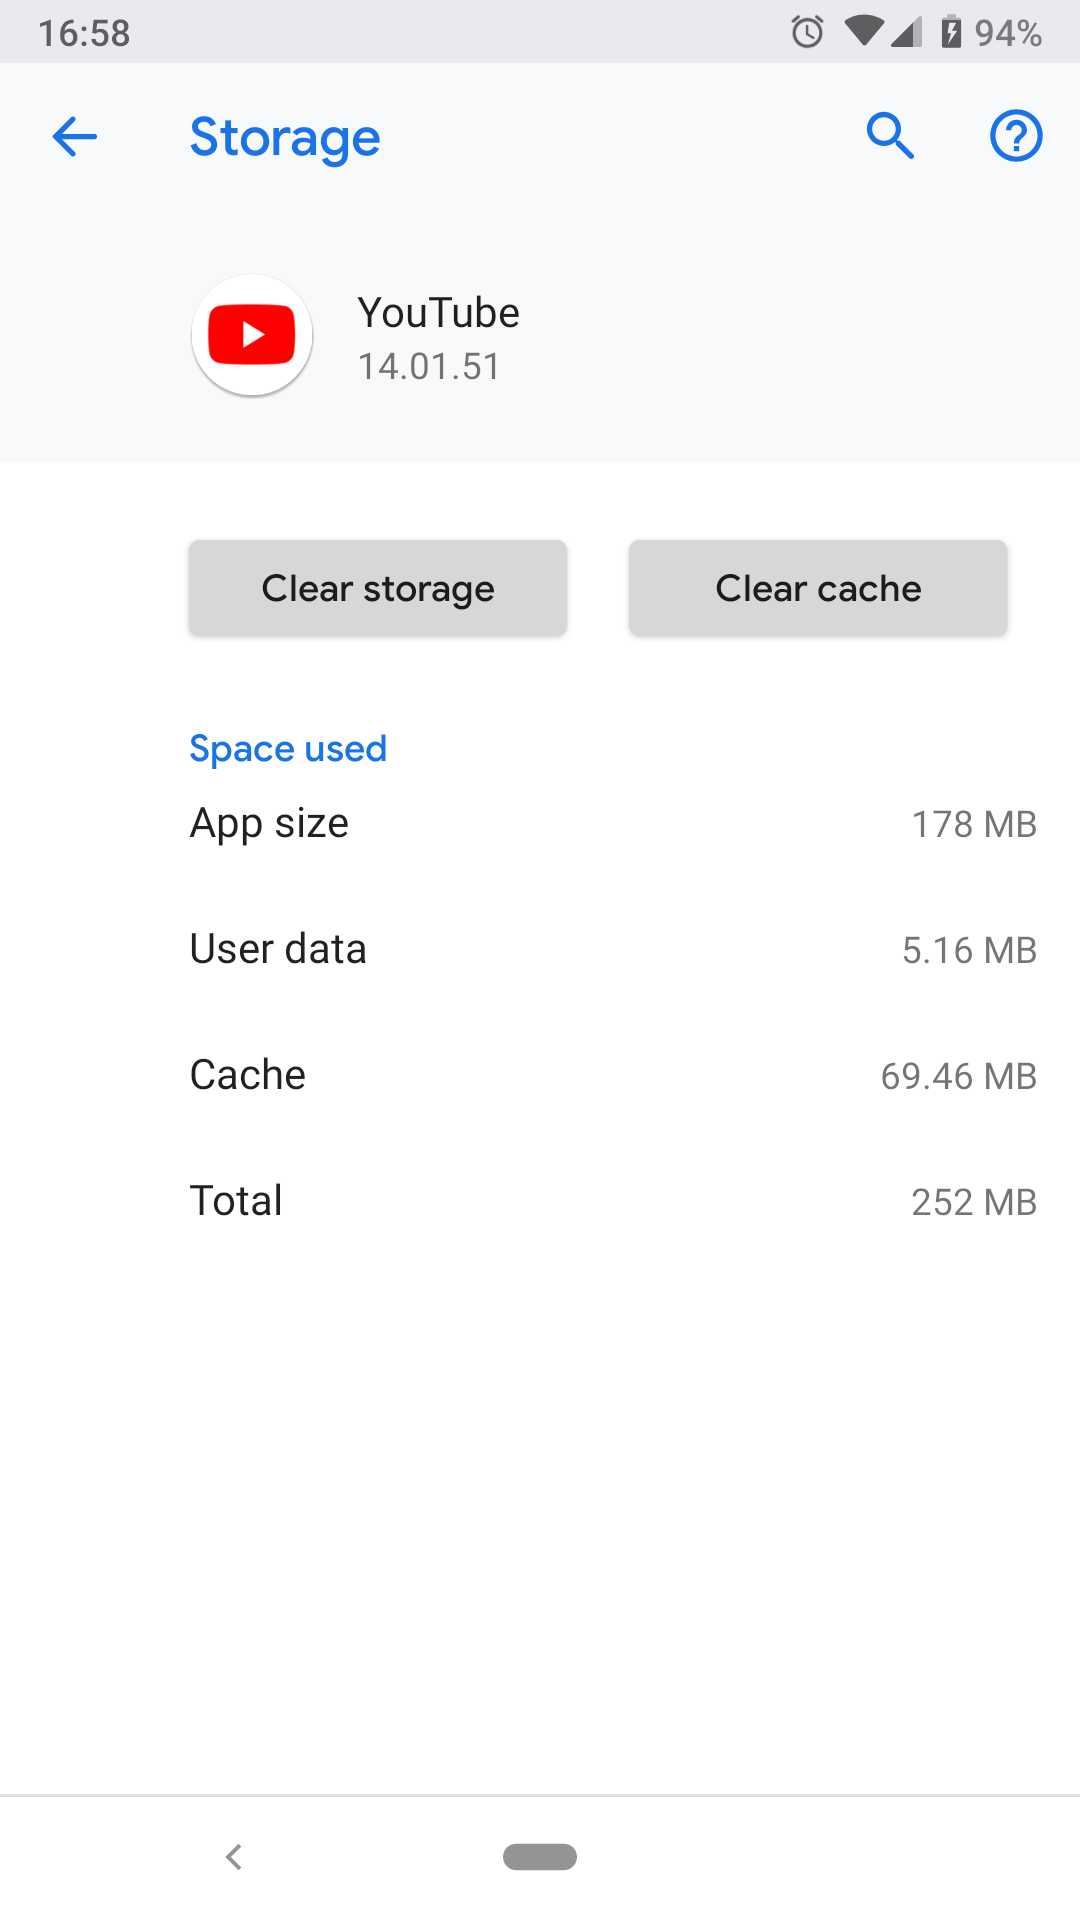 16:58 94%
Storage
YouTube
14.01.51
Clear storage Clear cache
Space used
App size 178 MB
User data 5.16 MB
Cache 69.46 MB
Total 252 MB